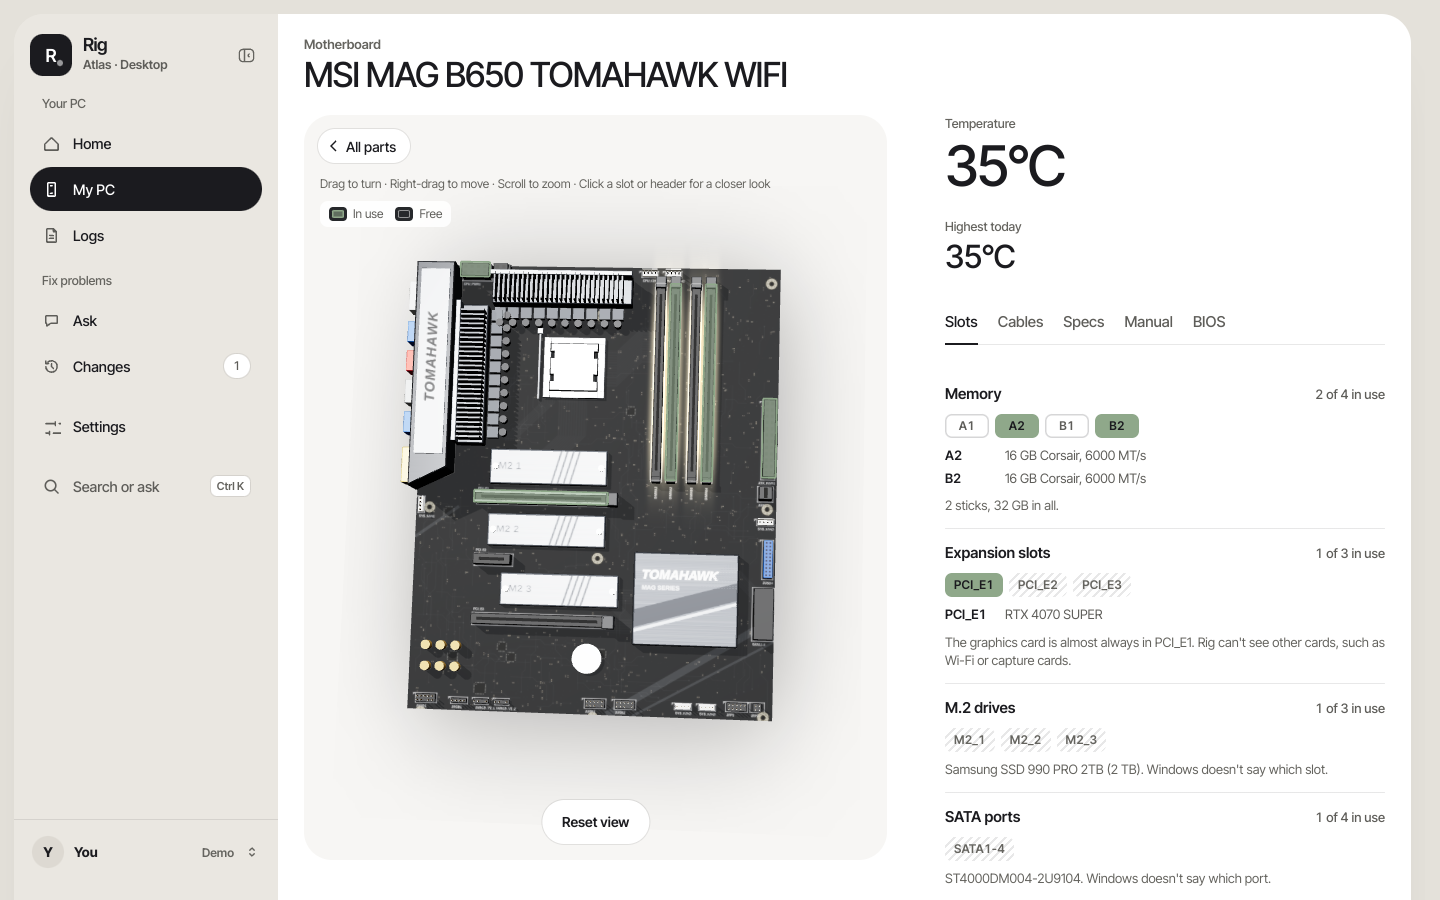 R.
Rig
Atlas · Desktop
Your PC
Home
My PC
Logs
Fix problems
Ask
Changes
1
Settings
Search or ask
Ctrl K
Y
You
Demo
Motherboard
MSI MAG B650 TOMAHAWK WIFI
All parts
Drag to turn · Right-drag to move · Scroll to zoom · Click a slot or header for a closer look
In use
Free
TOMAHAWK
M2 1
M2 2
M2 3
TOMAHAWK
MAG SERIES
Reset view
Temperature
35°C
Highest today
35°C
Slots
Cables
Specs
Manual
BIOS
Memory
2 of 4 in use
A1
A2
B1
B2
A2 16 GB Corsair, 6000 MT/s
B2 16 GB Corsair, 6000 MT/s
2 sticks, 32 GB in all.
Expansion slots
1 of 3 in use
PCI_E1
PCI_E2
PCI_E3
PCI_E1 RTX 4070 SUPER
The graphics card is almost always in PCI_E1. Rig can't see other cards, such as
Wi-Fi or capture cards.
M.2 drives
1 of 3 in use
M2_1
M2_2
M2_3
Samsung SSD 990 PRO 2TB (2 TB). Windows doesn't say which slot.
SATA ports
1 of 4 in use
SATA1-4
ST4000DM004-2U9104. Windows doesn't say which port.